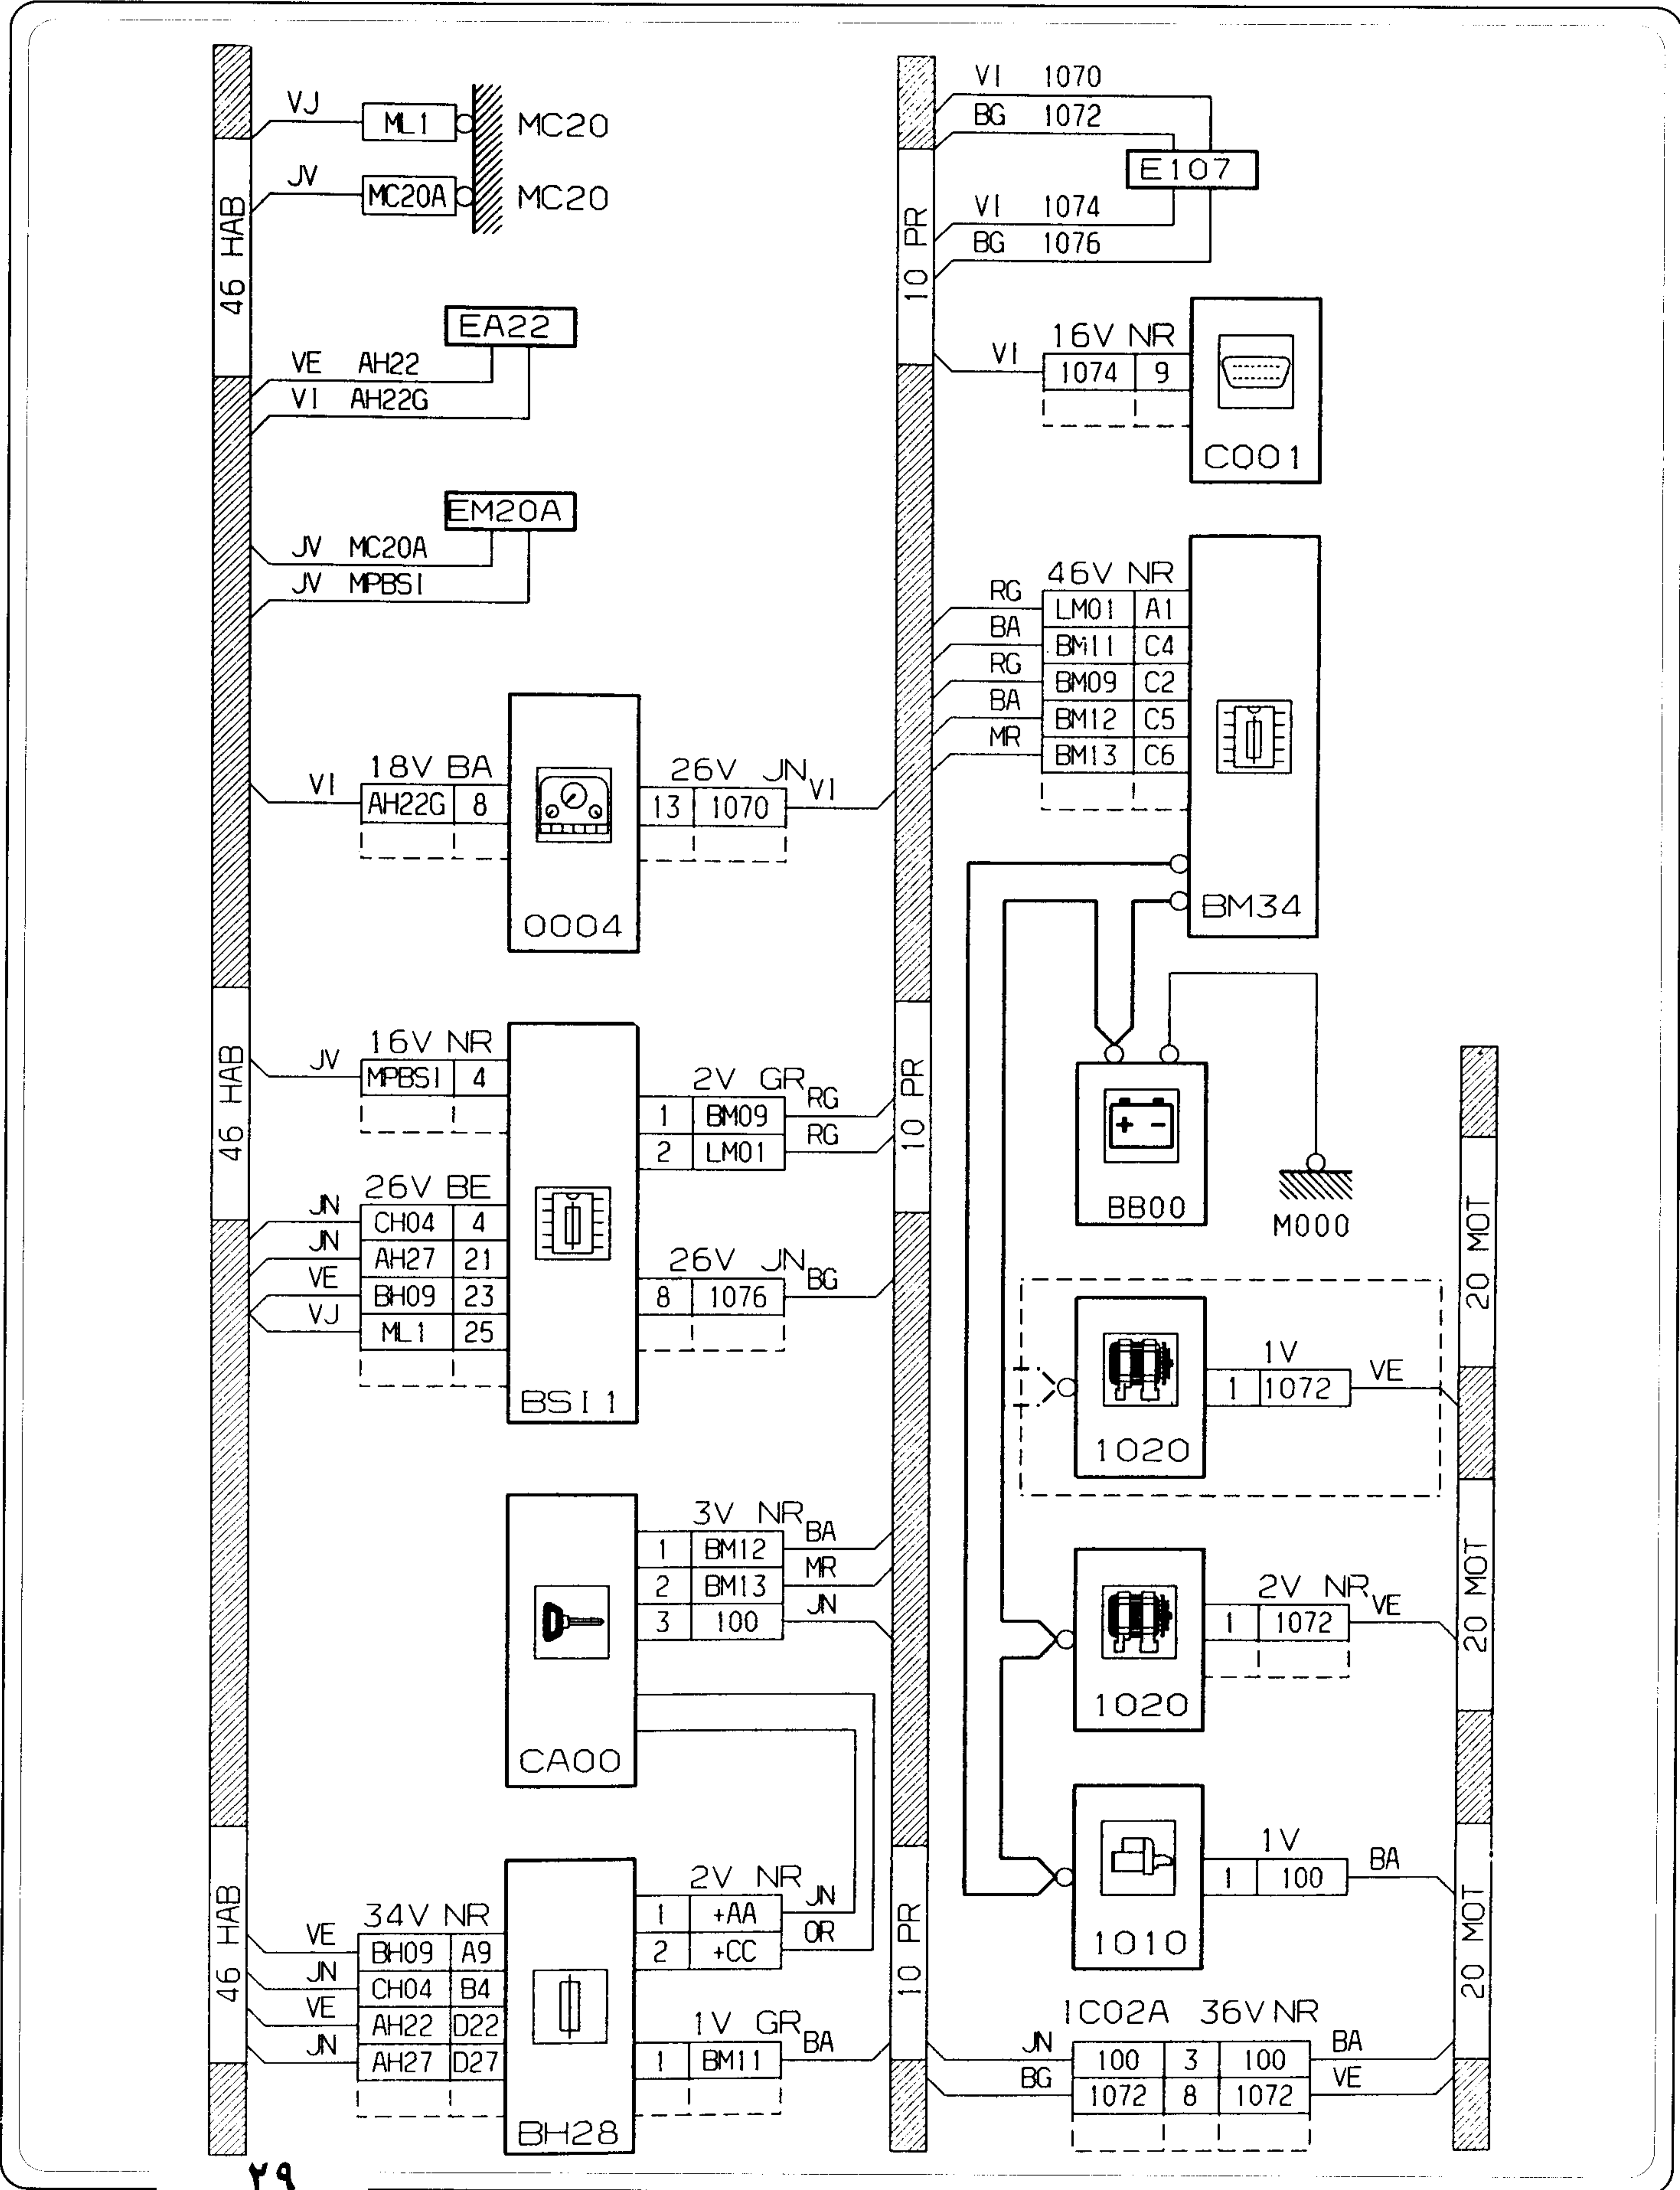 46 HAB
VJ ML1 MC20
JV MC20A MC20
EA22
VE AH22
VI AH22G
EM20A
JV MC20A
JV MPBSI
18V BA
VI AH22G 8
26V JN
13 1070 VI
0004
46 HAB
16V NR
JV MPBSI 4
2V GR
1 BM09 RG
2 LM01 RG
26V BE
JN CH04 4
JN AH27 21
VE BH09 23
VJ ML1 25
26V JN
8 1076 BG
BSI1
3V NR
1 BM12 BA
2 BM13 MR
3 100 JN
CA00
46 HAB
34V NR
VE BH09 A9
JN CH04 B4
VE AH22 D22
JN AH27 D27
2V NR
1 +AA JN
2 +CC OR
1V GR
1 BM11 BA
BH28
10 PR
VI 1070
BG 1072
E107
VI 1074
BG 1076
16V NR
VI 1074 9
C001
46V NR
RG LM01 A1
BA BM11 C4
RG BM09 C2
BA BM12 C5
MR BM13 C6
BM34
10 PR
+ -
BB00
M000
20 MOT
1V
1 1072 VE
1020
20 MOT
2V NR
1 1072 VE
1020
1V
1 100 BA
1010
10 PR
20 MOT
1C02A 36V NR
JN 100 3 100 BA
BG 1072 8 1072 VE
۲۹